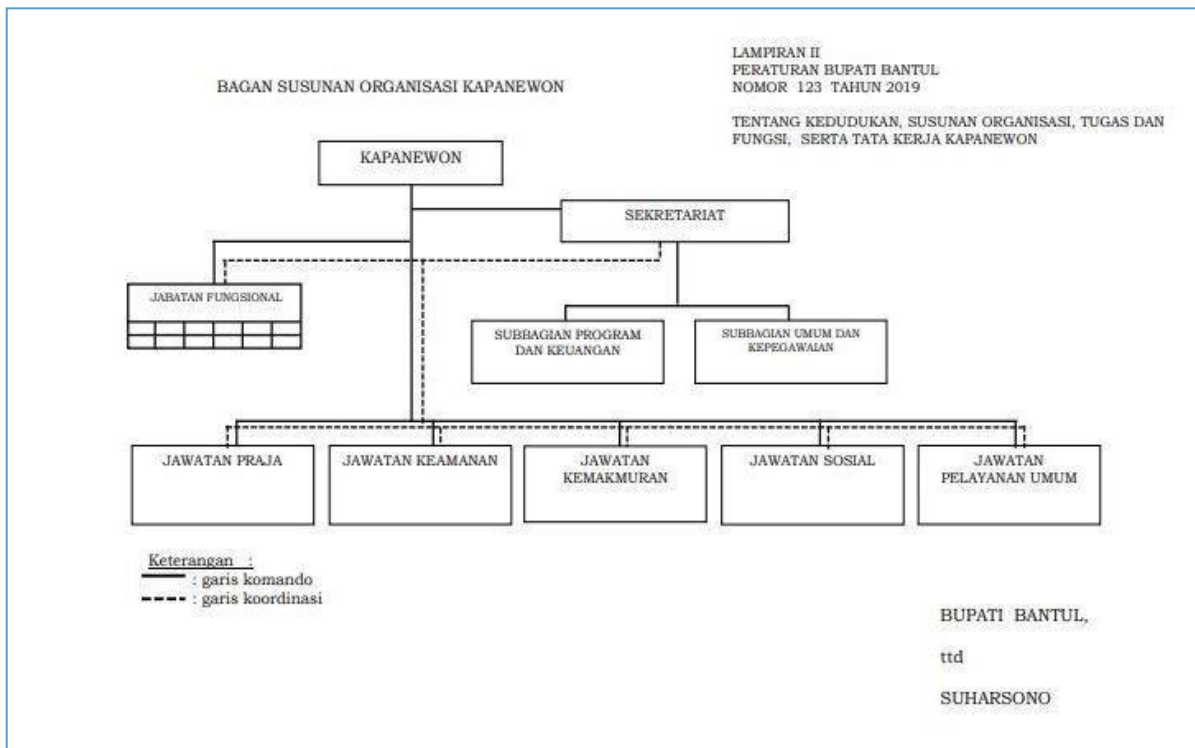 LAMPIRAN II
PERATURAN BUPATI BANTUL
NOMOR 123 TAHUN 2019
TENTANG KEDUDUKAN, SUSUNAN ORGANISASI, TUGAS DAN
FUNGSI, SERTA TATA KERJA KAPANEWON
BAGAN SUSUNAN ORGANISASI KAPANEWON
KAPANEWON
SEKRETARIAT
JABATAN FUNGSIONAL
SUBBAGIAN PROGRAM
DAN KEUANGAN
SUBBAGIAN UMUM DAN
KEPEGAWAIAN
JAWATAN PRAJA
JAWATAN KEAMANAN
JAWATAN
KEMAKMURAN
JAWATAN SOSIAL
JAWATAN
PELAYANAN UMUM
Keterangan :
: garis komando
: garis koordinasi
BUPATI BANTUL,
ttd
SUHARSONO